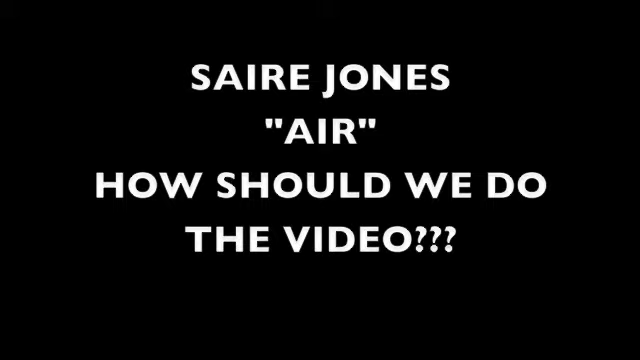 SAIRE JONES
"AIR"
HOW SHOULD WE DO
THE VIDEO???